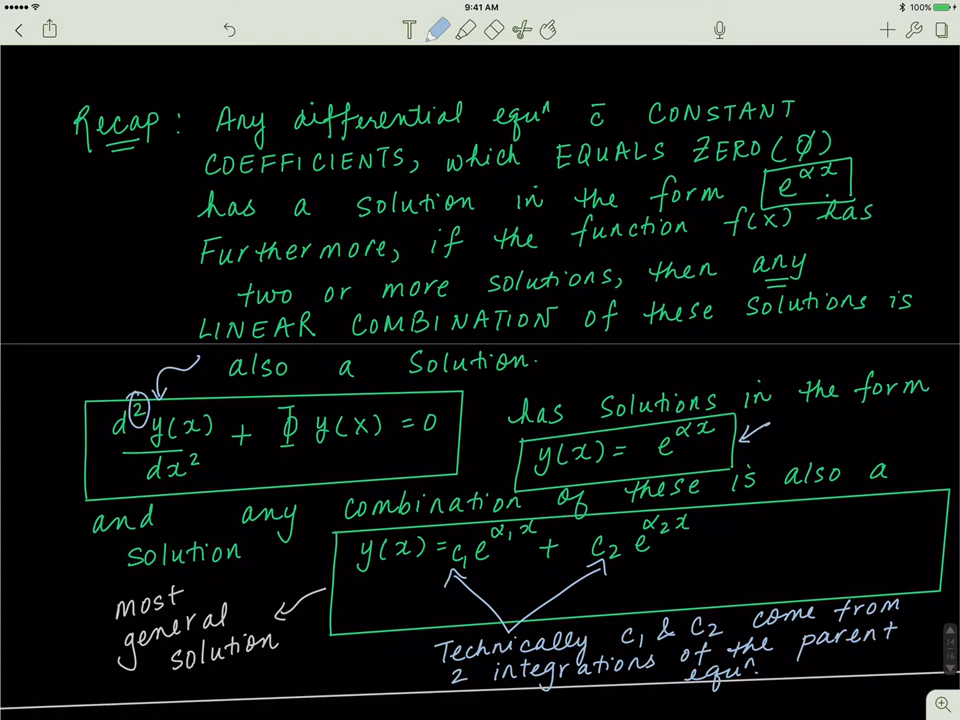 9:41 AM
100%
T
Recap : Any differential equⁿ c̄ CONSTANT
COEFFICIENTS, which EQUALS ZERO (∅)
has a solution in the form e^{αx}
Furthermore, if the function f(x) has
two or more solutions, then any
LINEAR COMBINATION of these solutions is
also a solution.
d²y(x)/dx² + Φ y(x) = 0
has solutions in the form
y(x) = e^{αx}
and any combination of these is also a
solution
y(x) = c₁e^{α₁x} + c₂e^{α₂x}
most
general
solution
Technically c₁ & c₂ come from
2 integrations of the parent
equⁿ.